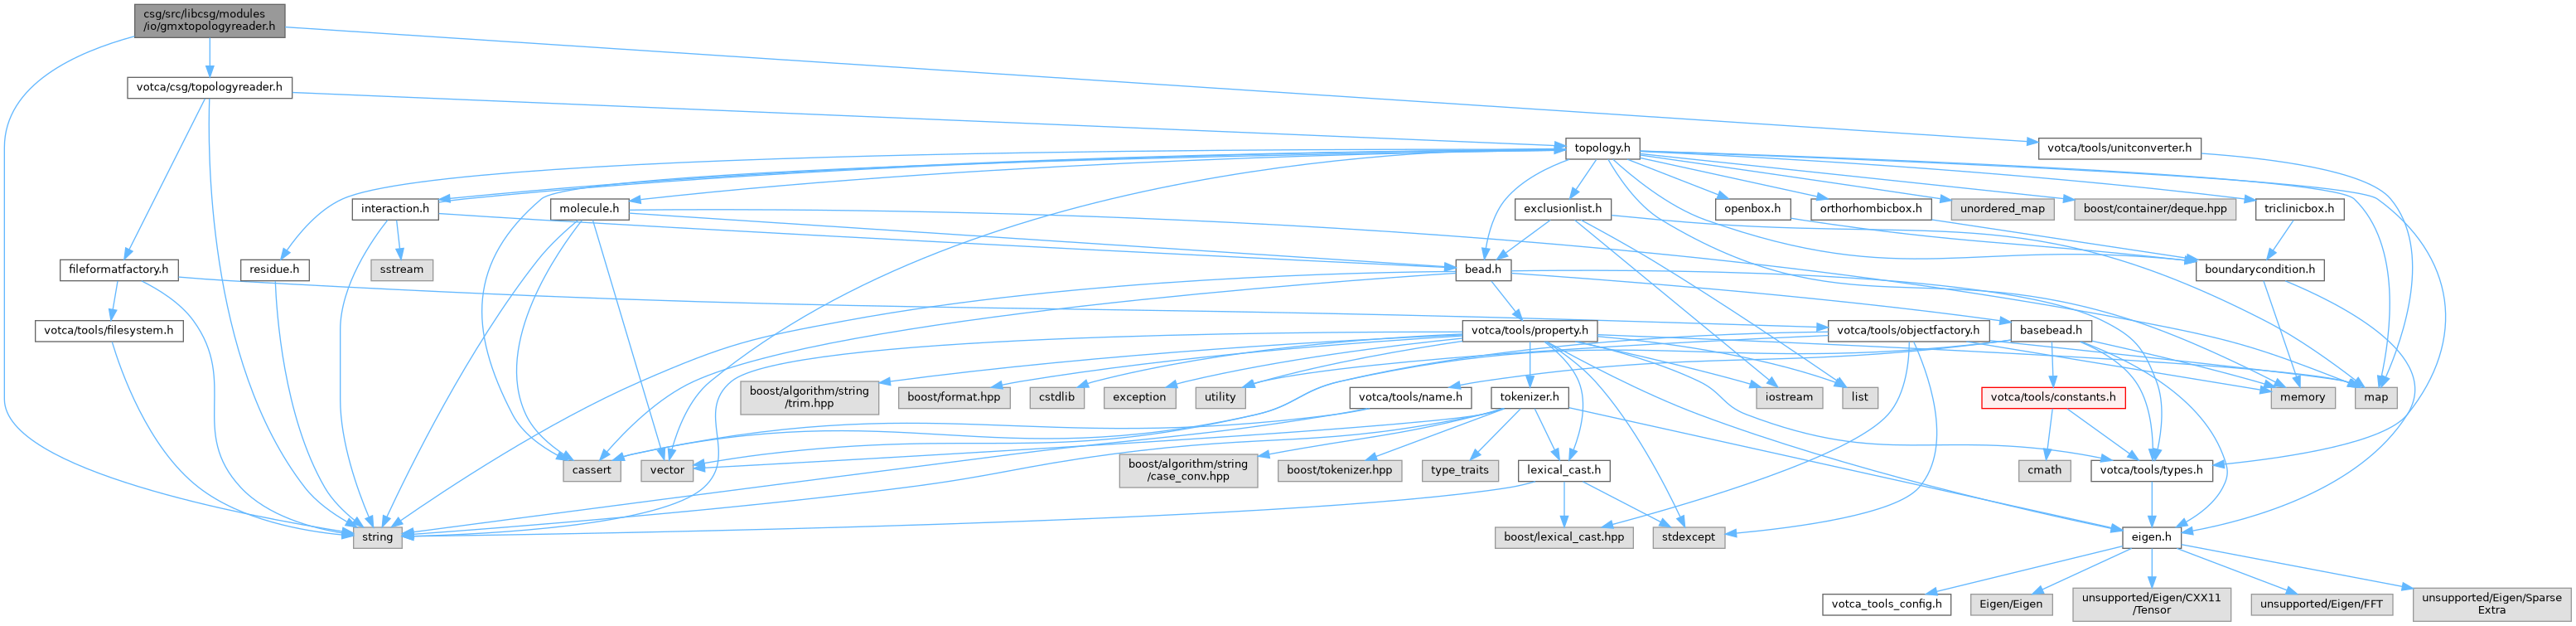 csg/src/libcsg/modules
/io/gmxtopologyreader.h
votca/csg/topologyreader.h
topology.h
votca/tools/unitconverter.h
interaction.h
molecule.h
exclusionlist.h
openbox.h
orthorhombicbox.h
unordered_map
boost/container/deque.hpp
triclinicbox.h
fileformatfactory.h
residue.h
sstream
bead.h
boundarycondition.h
votca/tools/filesystem.h
votca/tools/property.h
votca/tools/objectfactory.h
basebead.h
boost/algorithm/string
/trim.hpp
boost/format.hpp
cstdlib
exception
utility
votca/tools/name.h
tokenizer.h
iostream
list
votca/tools/constants.h
memory
map
cassert
vector
boost/algorithm/string
/case_conv.hpp
boost/tokenizer.hpp
type_traits
lexical_cast.h
cmath
votca/tools/types.h
string
boost/lexical_cast.hpp
stdexcept
eigen.h
votca_tools_config.h
Eigen/Eigen
unsupported/Eigen/CXX11
/Tensor
unsupported/Eigen/FFT
unsupported/Eigen/Sparse
Extra